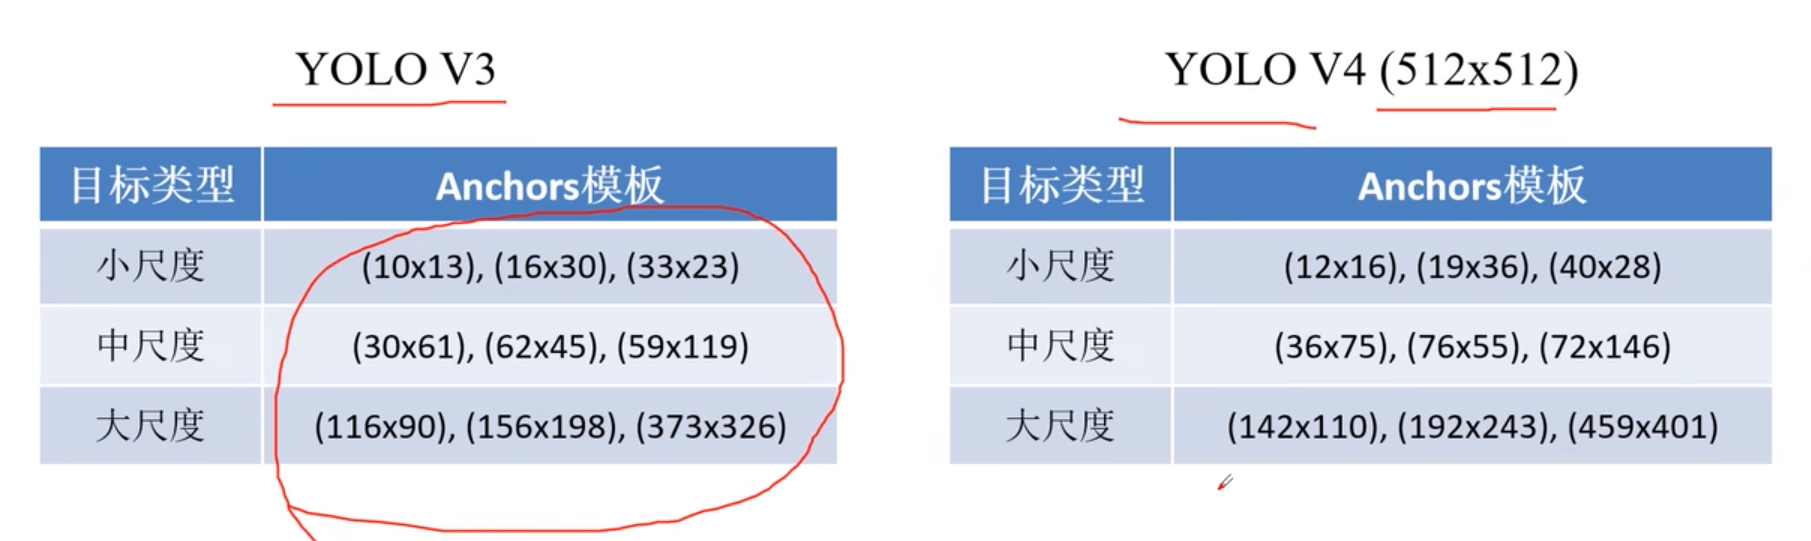 YOLO V3
目标类型 Anchors模板
小尺度 (10x13), (16x30), (33x23)
中尺度 (30x61), (62x45), (59x119)
大尺度 (116x90), (156x198), (373x326)
YOLO V4 (512x512)
目标类型 Anchors模板
小尺度 (12x16), (19x36), (40x28)
中尺度 (36x75), (76x55), (72x146)
大尺度 (142x110), (192x243), (459x401)